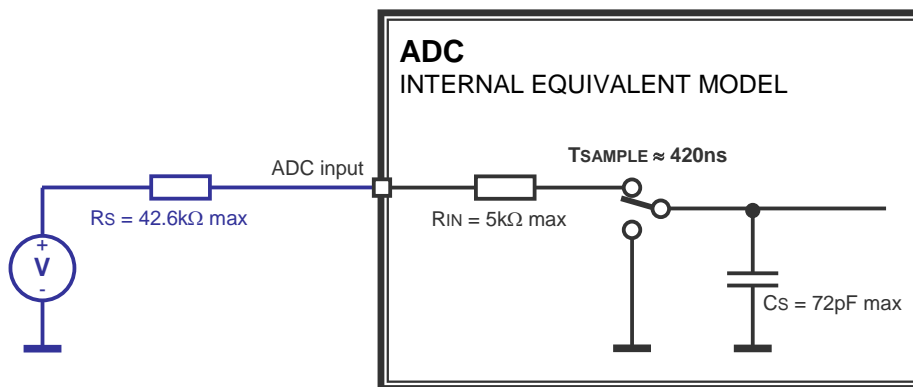 ADC
INTERNAL EQUIVALENT MODEL
TSAMPLE ≈ 420ns
ADC input
RS = 42.6kΩ max
RIN = 5kΩ max
+
V
-
CS = 72pF max